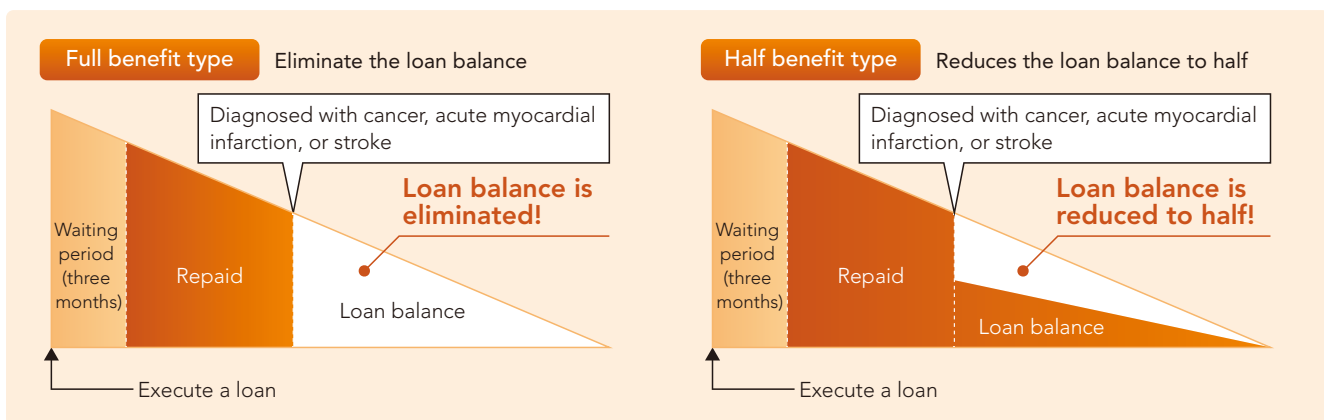 Full benefit type
Eliminate the loan balance
Diagnosed with cancer, acute myocardial
infarction, or stroke
Loan balance is
eliminated!
Waiting
period
(three
months)
Repaid
Loan balance
Execute a loan
Half benefit type
Reduces the loan balance to half
Diagnosed with cancer, acute myocardial
infarction, or stroke
Loan balance is
reduced to half!
Waiting
period
(three
months)
Repaid
Loan balance
Execute a loan